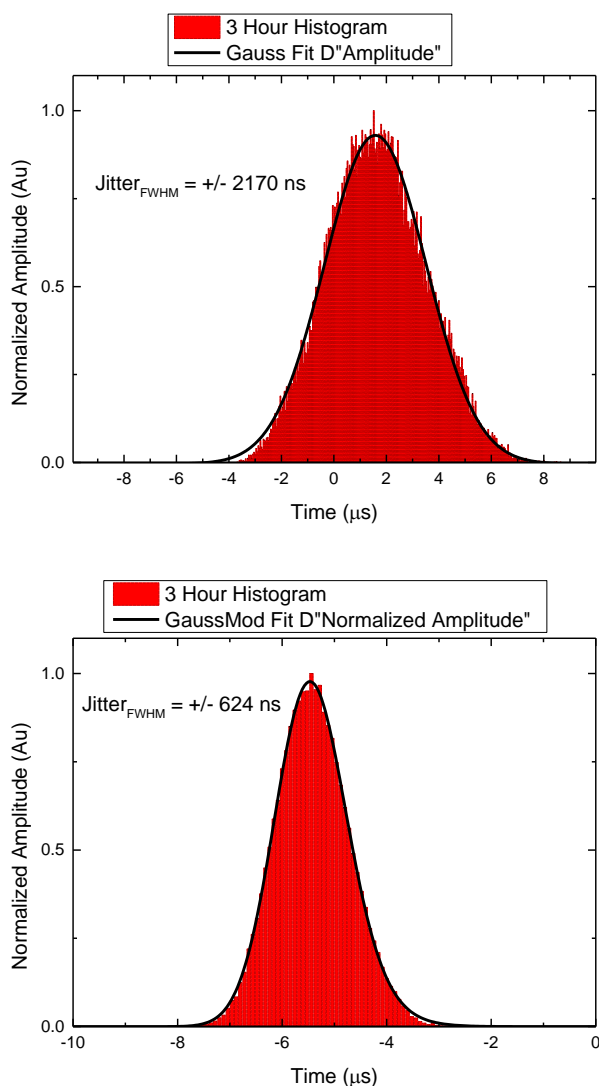 3 Hour Histogram
Gauss Fit D"Amplitude"
1.0
Jitter_FWHM = +/- 2170 ns
Normalized Amplitude (Au)
0.5
0.0
-8 -6 -4 -2 0 2 4 6 8
Time (µs)
3 Hour Histogram
GaussMod Fit D"Normalized Amplitude"
1.0
Jitter_FWHM = +/- 624 ns
Normalized Amplitude (Au)
0.5
0.0
-10 -8 -6 -4 -2 0
Time (µs)